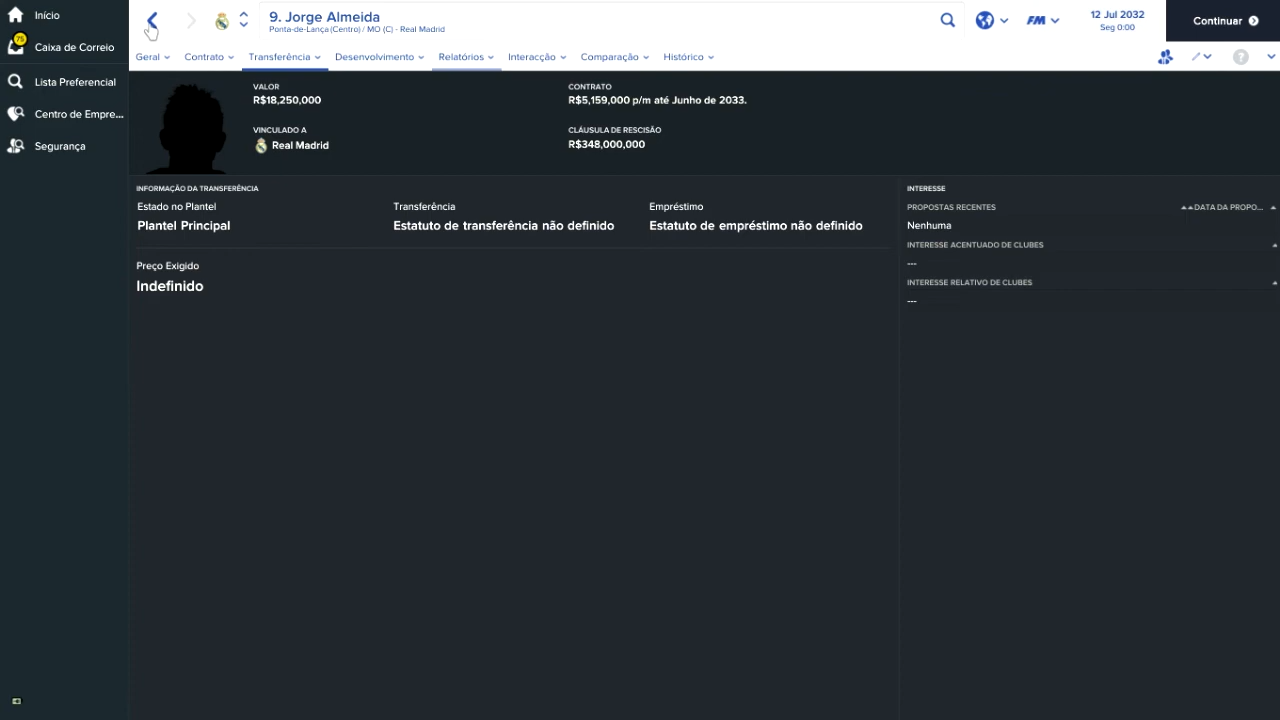 Início
75
Caixa de Correio
Lista Preferencial
Centro de Empre...
Segurança
9. Jorge Almeida
Ponta-de-Lança (Centro) / MO (C) - Real Madrid
FM
12 Jul 2032
Seg 0:00
Continuar
Geral
Contrato
Transferência
Desenvolvimento
Relatórios
Interacção
Comparação
Histórico
?
VALOR
R$18,250,000
CONTRATO
R$5,159,000 p/m até Junho de 2033.
VINCULADO A
Real Madrid
CLÁUSULA DE RESCISÃO
R$348,000,000
INFORMAÇÃO DA TRANSFERÊNCIA
Estado no Plantel
Transferência
Empréstimo
Plantel Principal
Estatuto de transferência não definido
Estatuto de empréstimo não definido
Preço Exigido
Indefinido
INTERESSE
PROPOSTAS RECENTES
DATA DA PROPO...
Nenhuma
INTERESSE ACENTUADO DE CLUBES
---
INTERESSE RELATIVO DE CLUBES
---